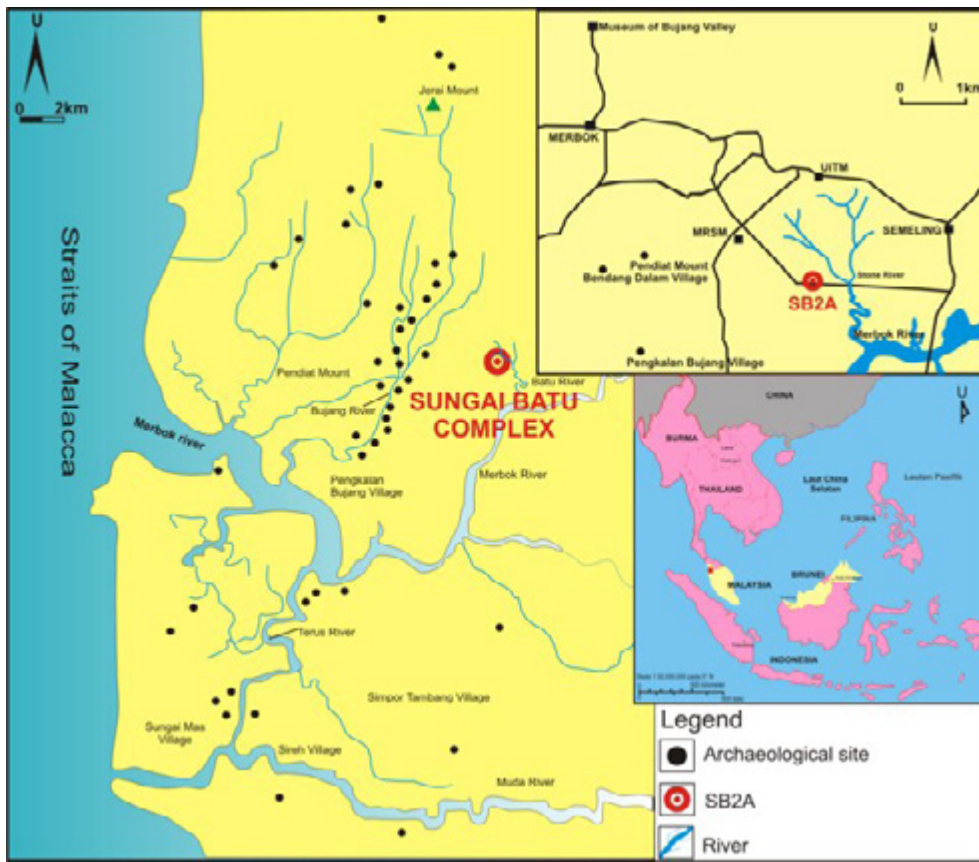 U
0 2km
Jerai Mount
Straits of Malacca
Pendiat Mount
Bujang River
SUNGAI BATU
COMPLEX
Batu River
Merbok river
Pengkalan
Bujang Village
Merbok River
Terus River
Simpor Tambang Village
Sungai Mas
Village
Sireh Village
Muda River
U
0 1km
Museum of Bujang Valley
MERBOK
UITM
MRSM
SEMELING
Pendiat Mount
Bendang Dalam Village
Stone River
SB2A
Merbok River
Pengkalan Bujang Village
U
CHINA
BURMA
THAILAND
Laut China
Selatan
Lautan Pasifik
FILIPINA
BRUNEI
MALAYSIA
INDONESIA
Legend
Archaeological site
SB2A
River